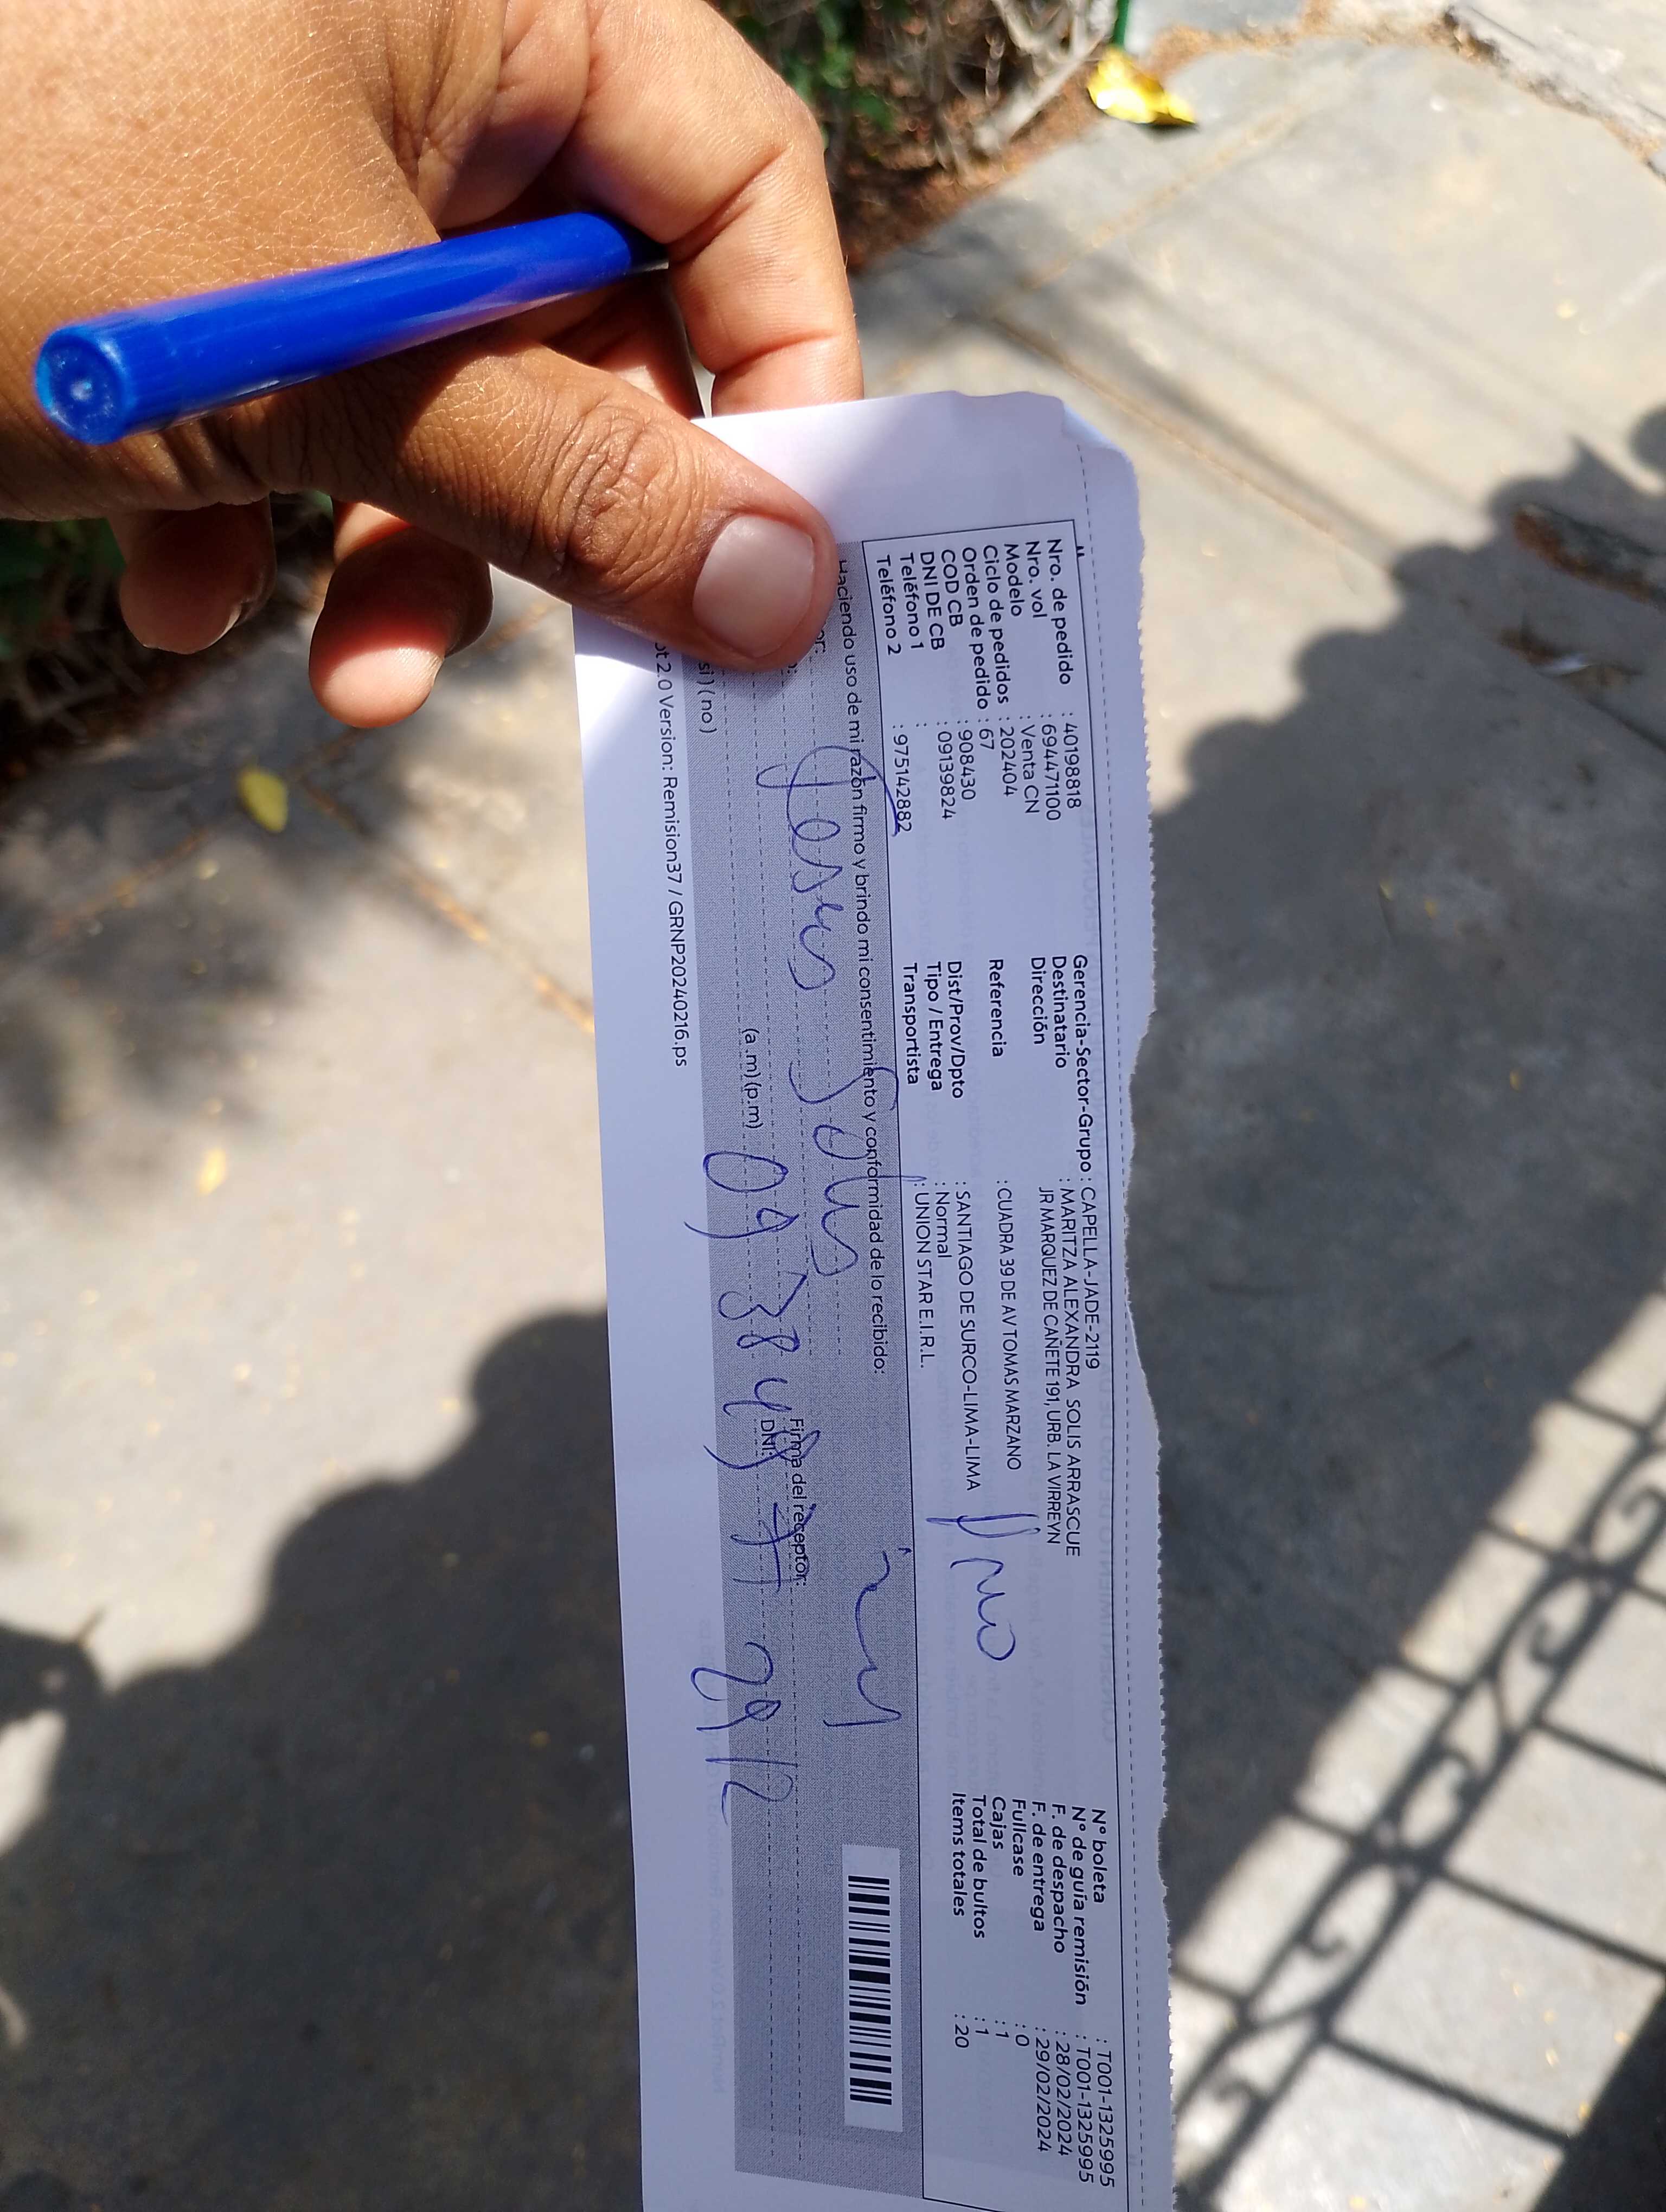 Nro. de pedido : 40198818
Nro. vol : 694471100
Modelo : Venta CN
Ciclo de pedidos : 202404
Orden de pedido : 67
COD CB : 908430
DNI DE CB : 09139824
Teléfono 1 :
Teléfono 2 : 975142882
Gerencia-Sector-Grupo : CAPELLA-JADE-2119
Destinatario : MARITZA ALEXANDRA SOLIS ARRASCUE
Dirección JR MARQUEZ DE CAÑETE 191, URB. LA VIRREYN
Referencia : CUADRA 39 DE AV TOMAS MARZANO
Dist/Prov/Dpto : SANTIAGO DE SURCO-LIMA-LIMA
Tipo / Entrega : Normal
Transportista : UNION STAR E.I.R.L.
N° boleta : T001-1325995
N° de guía remisión : T001-1325995
F. de despacho : 28/02/2024
F. de entrega : 29/02/2024
Fullcase : 0
Cajas : 1
Total de bultos : 1
Items totales : 20
Haciendo uso de mi razón firmo y brindo mi consentimiento y conformidad de lo recibido:
or:
Jesus Solis
Firma del receptor:
(a .m) (p.m)
DNI:
si ) ( no )
ot 2.0 Version: Remision37 / GRNP20240216.ps